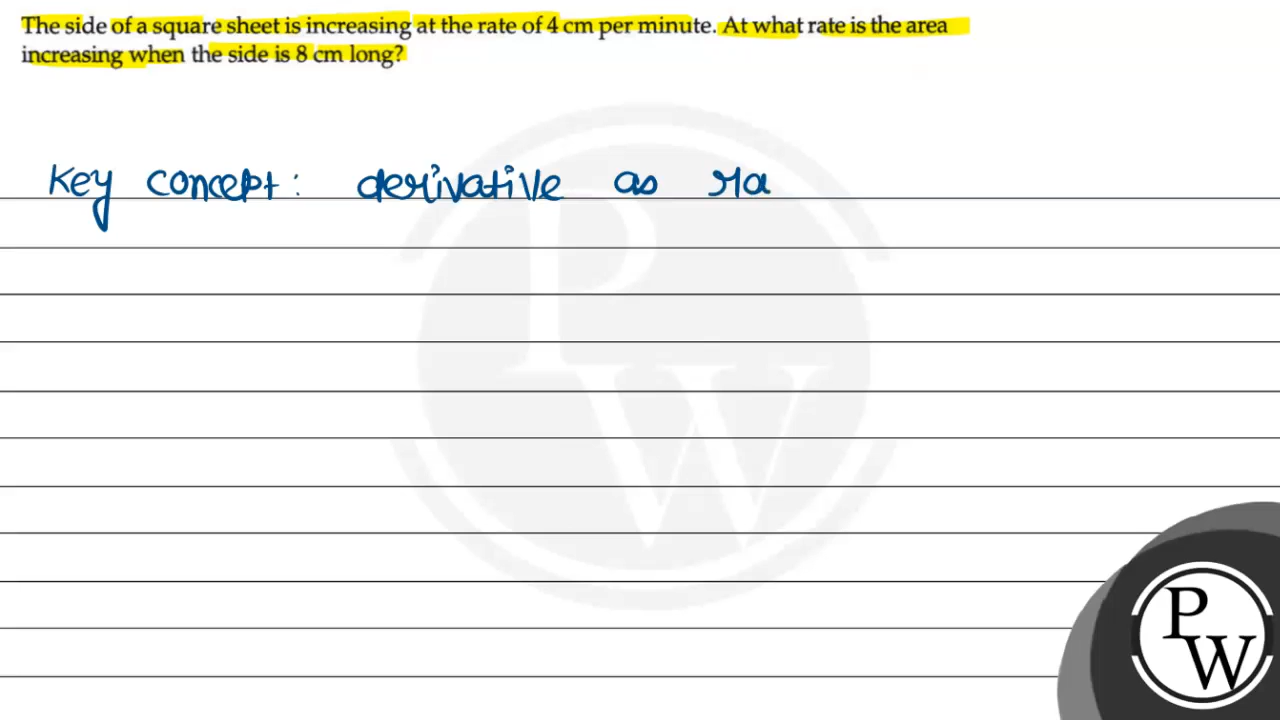 The side of a square sheet is increasing at the rate of 4 cm per minute. At what rate is the area
increasing when the side is 8 cm long?
Key concept: derivative as ra
P
W
P
W